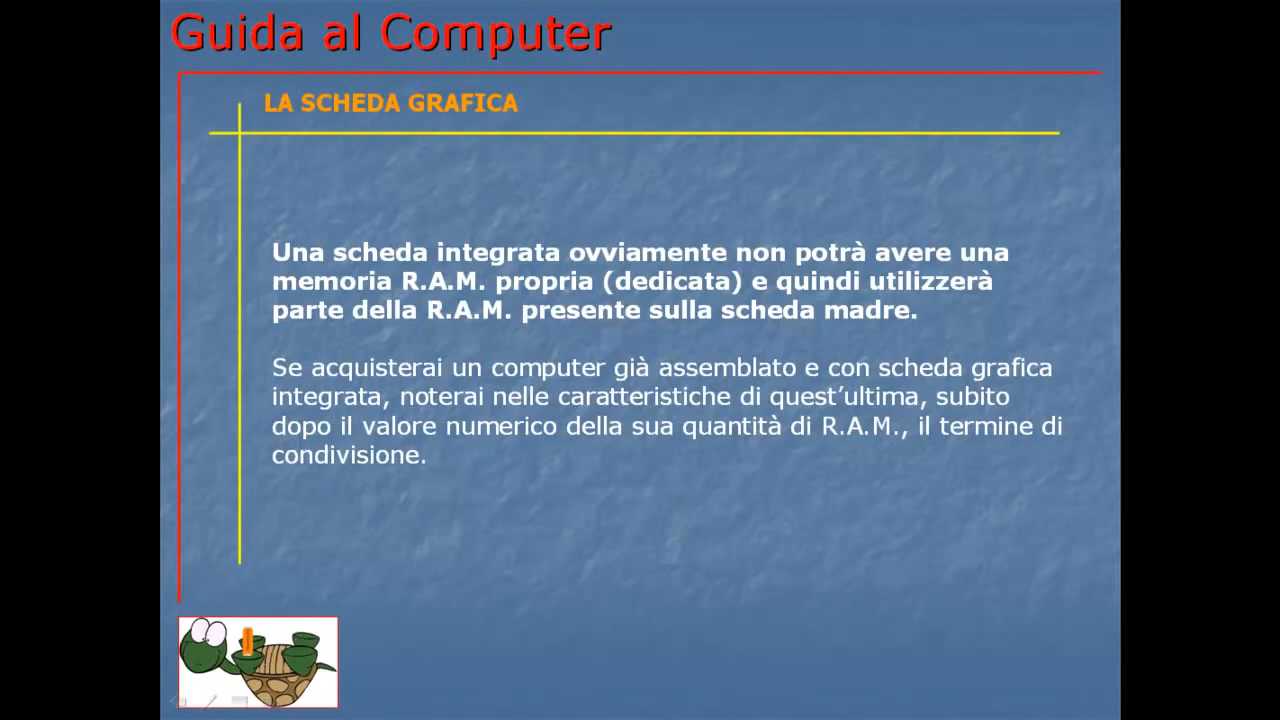 Guida al Computer
LA SCHEDA GRAFICA
Una scheda integrata ovviamente non potrà avere una
memoria R.A.M. propria (dedicata) e quindi utilizzerà
parte della R.A.M. presente sulla scheda madre.
Se acquisterai un computer già assemblato e con scheda grafica
integrata, noterai nelle caratteristiche di quest’ultima, subito
dopo il valore numerico della sua quantità di R.A.M., il termine di
condivisione.